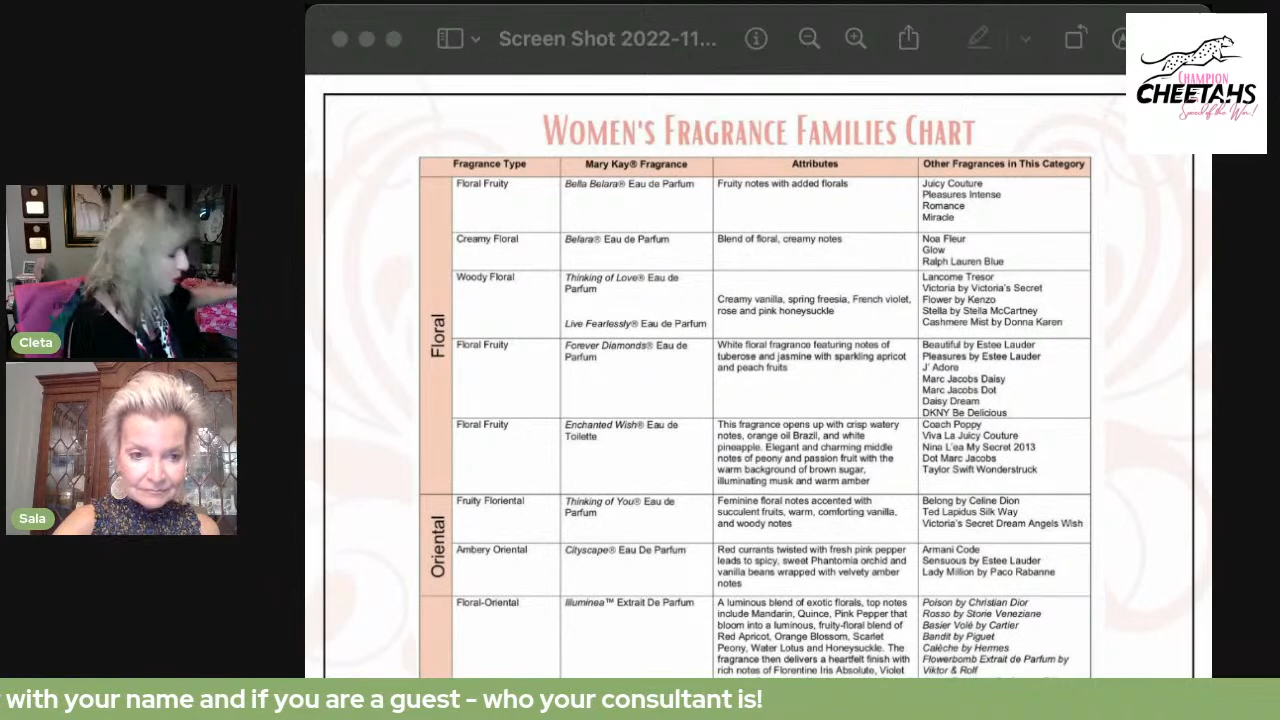 Screen Shot 2022-11...
CHAMPION
CHEETAHS
Speed of the Win!
WOMEN'S FRAGRANCE FAMILIES CHART
Fragrance Type
Mary Kay® Fragrance
Attributes
Other Fragrances in This Category
Floral
Floral Fruity
Bella Belara® Eau de Parfum
Fruity notes with added florals
Juicy Couture
Pleasures Intense
Romance
Miracle
Creamy Floral
Belara® Eau de Parfum
Blend of floral, creamy notes
Noa Fleur
Glow
Ralph Lauren Blue
Woody Floral
Thinking of Love® Eau de
Parfum
Live Fearlessly® Eau de Parfum
Creamy vanilla, spring freesia, French violet,
rose and pink honeysuckle
Lancome Tresor
Victoria by Victoria's Secret
Flower by Kenzo
Stella by Stella McCartney
Cashmere Mist by Donna Karen
Floral Fruity
Forever Diamonds® Eau de
Parfum
White floral fragrance featuring notes of
tuberose and jasmine with sparkling apricot
and peach fruits
Beautiful by Estee Lauder
Pleasures by Estee Lauder
J' Adore
Marc Jacobs Daisy
Marc Jacobs Dot
Daisy Dream
DKNY Be Delicious
Floral Fruity
Enchanted Wish® Eau de
Toilette
This fragrance opens up with crisp watery
notes, orange oil Brazil, and white
pineapple. Elegant and charming middle
notes of peony and passion fruit with the
warm background of brown sugar,
illuminating musk and warm amber
Coach Poppy
Viva La Juicy Couture
Nina L'ea My Secret 2013
Dot Marc Jacobs
Taylor Swift Wonderstruck
Oriental
Fruity Floriental
Thinking of You® Eau de
Parfum
Feminine floral notes accented with
succulent fruits, warm, comforting vanilla,
and woody notes
Belong by Celine Dion
Ted Lapidus Silk Way
Victoria's Secret Dream Angels Wish
Ambery Oriental
Cityscape® Eau De Parfum
Red currants twisted with fresh pink pepper
leads to spicy, sweet Phantomia orchid and
vanilla beans wrapped with velvety amber
notes
Armani Code
Sensuous by Estee Lauder
Lady Million by Paco Rabanne
Floral-Oriental
Illuminea™ Extrait De Parfum
A luminous blend of exotic florals, top notes
include Mandarin, Quince, Pink Pepper that
bloom into a luminous, fruity-floral blend of
Red Apricot, Orange Blossom, Scarlet
Peony, Water Lotus and Honeysuckle. The
fragrance then delivers a heartfelt finish with
rich notes of Florentine Iris Absolute, Violet
Poison by Christian Dior
Rosso by Storie Veneziane
Basier Volé by Cartier
Bandit by Piguet
Calèche by Hermes
Flowerbomb Extrait de Parfum by
Viktor & Rolf
Cleta
Sala
with your name and if you are a guest - who your consultant is!